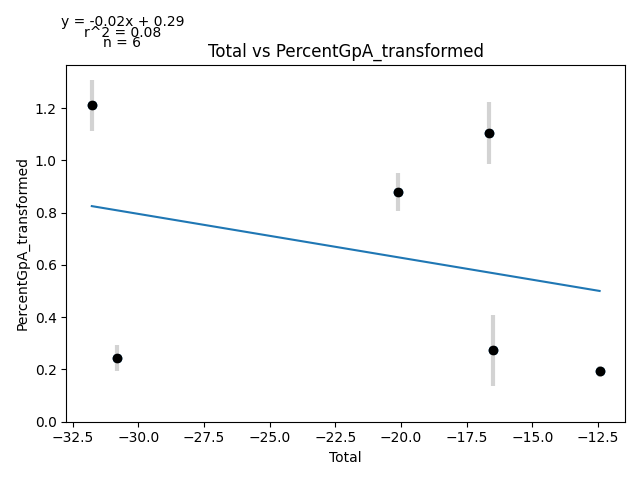 y = -0.02x + 0.29
r^2 = 0.08
n = 6
Total vs PercentGpA_transformed
PercentGpA_transformed
1.2
1.0
0.8
0.6
0.4
0.2
0.0
−32.5 −30.0 −27.5 −25.0 −22.5 −20.0 −17.5 −15.0 −12.5
Total